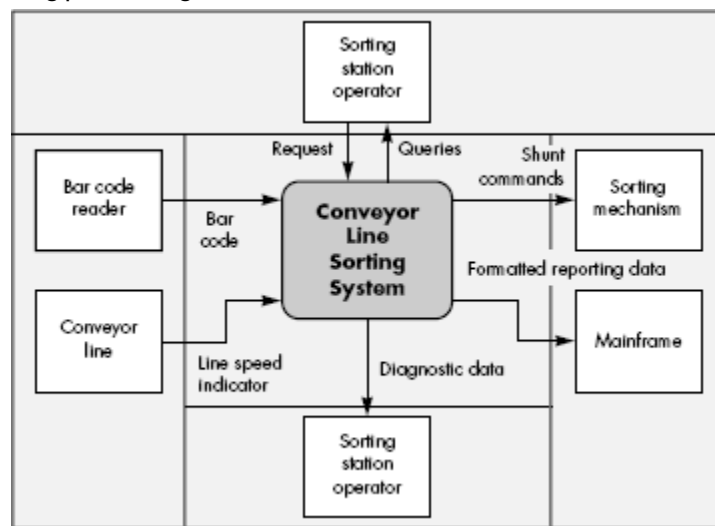 Sorting
station
operator
Request
Queries
Shunt
commands
Bar code
reader
Bar
code
Conveyor
Line
Sorting
System
Sorting
mechanism
Formatted reporting data
Conveyor
line
Mainframe
Line speed
indicator
Diagnostic data
Sorting
station
operator